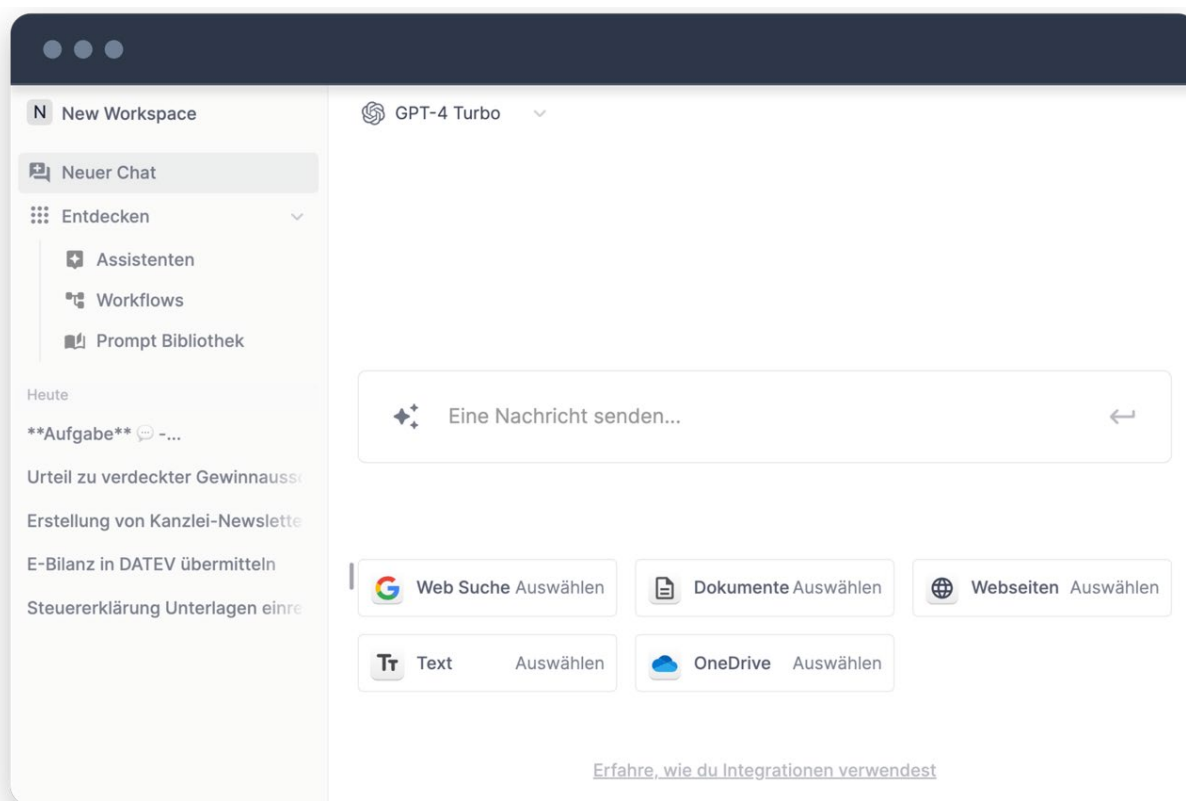 N New Workspace
GPT-4 Turbo
Neuer Chat
Entdecken
Assistenten
Workflows
Prompt Bibliothek
Heute
**Aufgabe** 💬 -...
Urteil zu verdeckter Gewinnauss
Erstellung von Kanzlei-Newslette
E-Bilanz in DATEV übermitteln
Steuererklärung Unterlagen einre
Eine Nachricht senden...
Web Suche Auswählen
Dokumente Auswählen
Webseiten Auswählen
Tт Text Auswählen
OneDrive Auswählen
Erfahre, wie du Integrationen verwendest